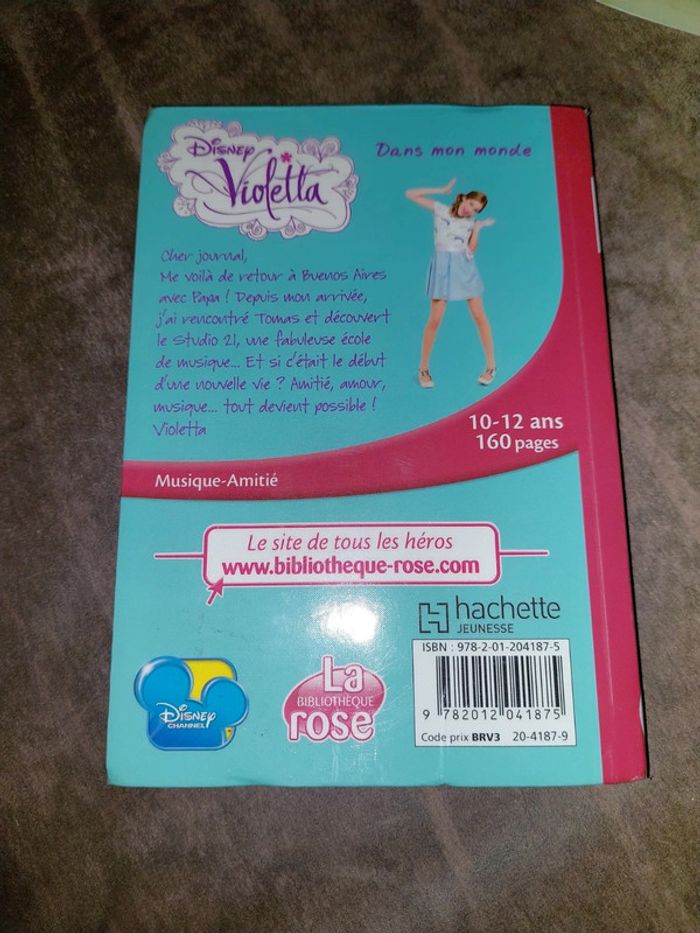 Disney
Violetta
Dans mon monde
Cher journal,
Me voilà de retour à Buenos Aires
avec Papa ! Depuis mon arrivée,
j'ai rencontré Tomas et découvert
le Studio 21, une fabuleuse école
de musique... Et si c'était le début
d'une nouvelle vie ? Amitié, amour,
musique... tout devient possible !
Violetta
10-12 ans
160 pages
Musique-Amitié
Le site de tous les héros
www.bibliotheque-rose.com
hachette
JEUNESSE
ISBN : 978-2-01-204187-5
9 782012 041875
Code prix BRV3 20-4187-9
Disney
CHANNEL
La
BIBLIOTHÈQUE
rose